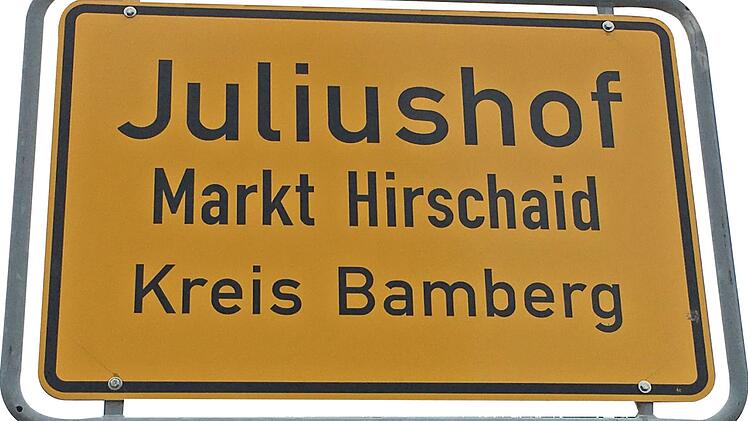 Juliushof
Markt Hirschaid
Kreis Bamberg